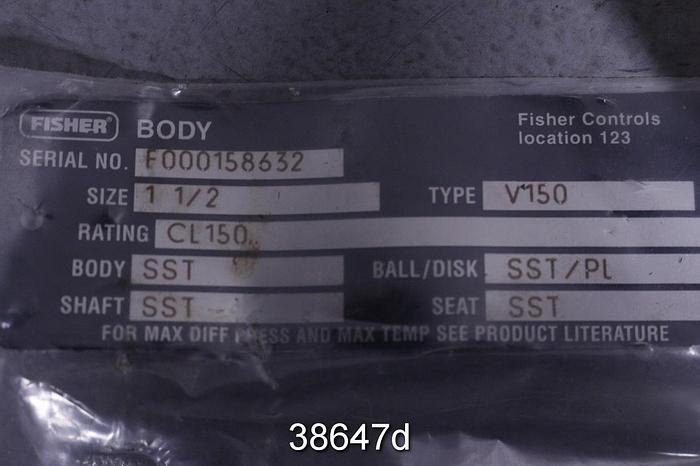 FISHER BODY
Fisher Controls
location 123
SERIAL NO. F000158632
SIZE 1 1/2 TYPE V150
RATING CL150
BODY SST BALL/DISK SST/PL
SHAFT SST SEAT SST
FOR MAX DIFF PRESS AND MAX TEMP SEE PRODUCT LITERATURE
38647d